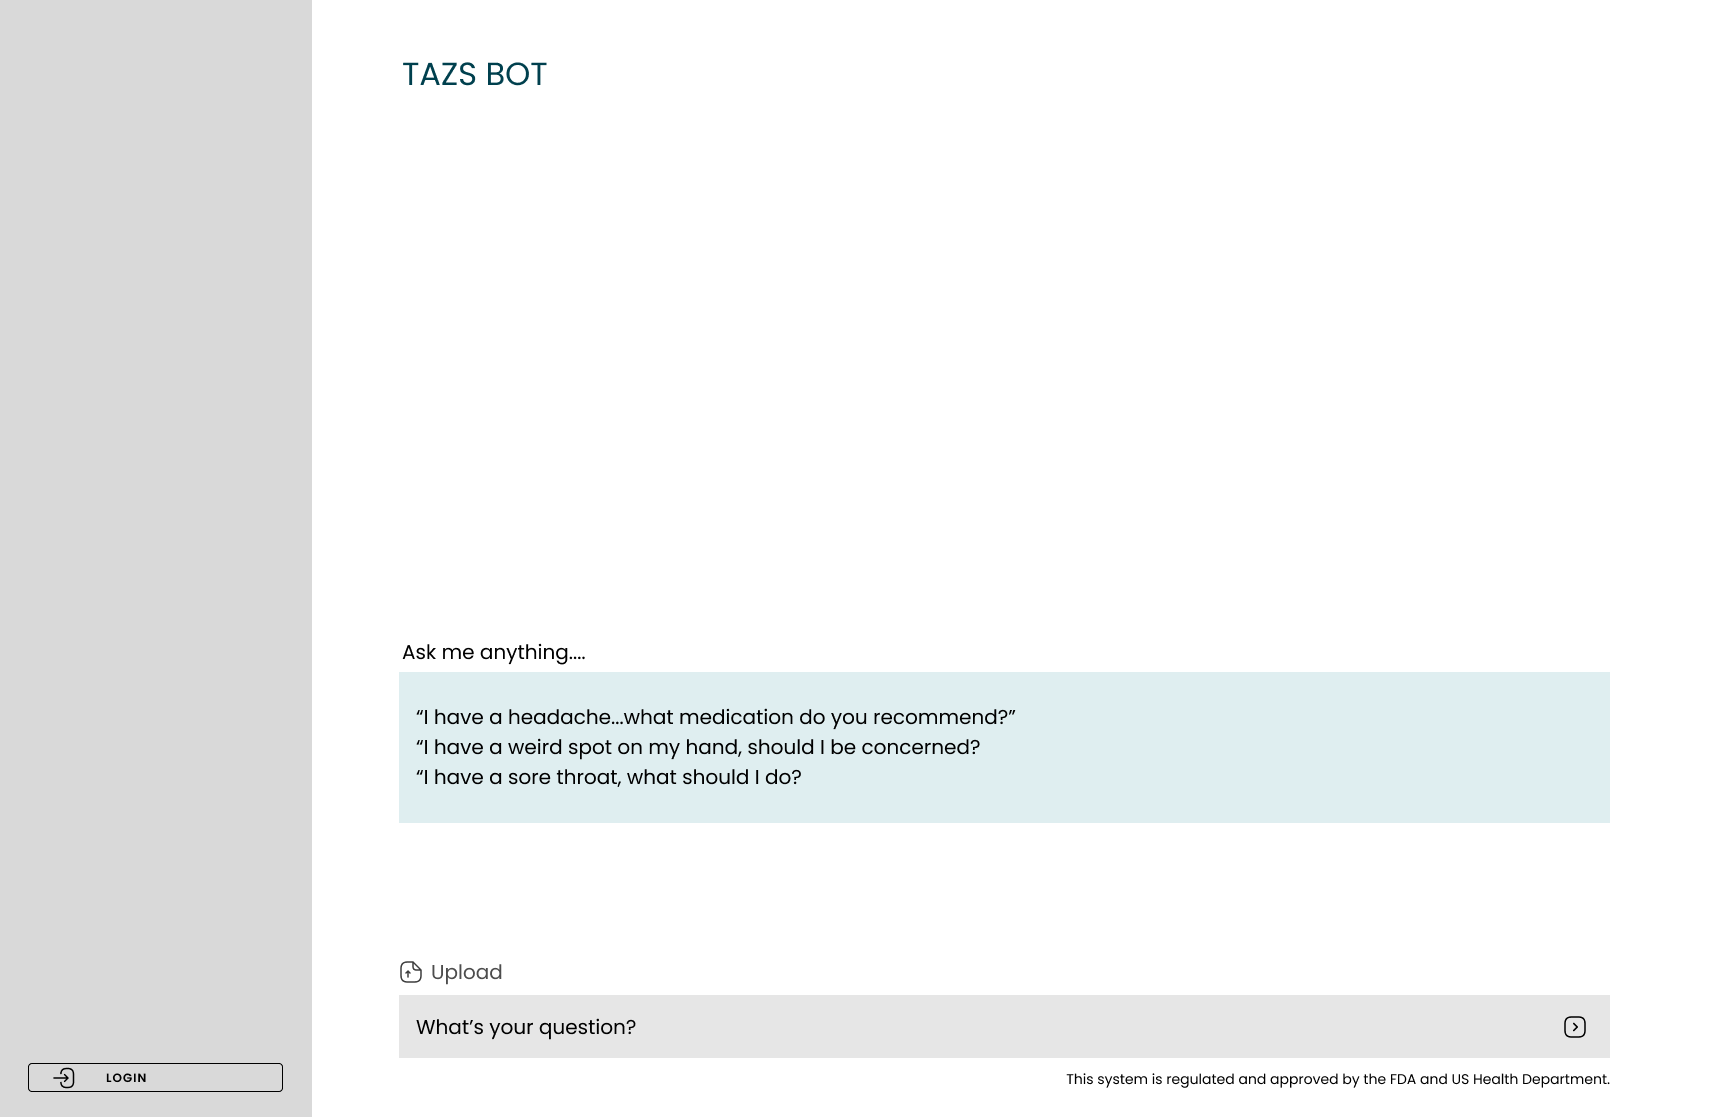 TAZS BOT
Ask me anything....
“I have a headache...what medication do you recommend?”
“I have a weird spot on my hand, should I be concerned?
“I have a sore throat, what should I do?
Upload
What’s your question?
LOGIN
This system is regulated and approved by the FDA and US Health Department.